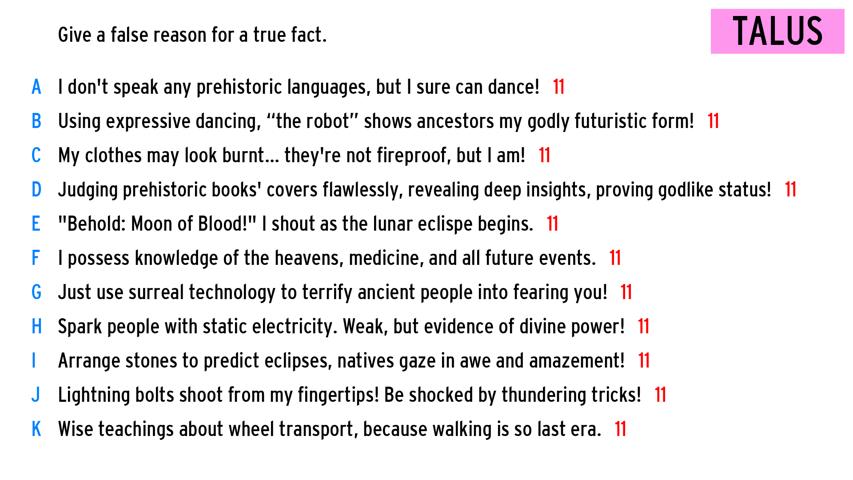 Give a false reason for a true fact.
TALUS
A I don't speak any prehistoric languages, but I sure can dance! 11
B Using expressive dancing, “the robot” shows ancestors my godly futuristic form! 11
C My clothes may look burnt... they're not fireproof, but I am! 11
D Judging prehistoric books' covers flawlessly, revealing deep insights, proving godlike status! 11
E "Behold: Moon of Blood!" I shout as the lunar eclispe begins. 11
F I possess knowledge of the heavens, medicine, and all future events. 11
G Just use surreal technology to terrify ancient people into fearing you! 11
H Spark people with static electricity. Weak, but evidence of divine power! 11
I Arrange stones to predict eclipses, natives gaze in awe and amazement! 11
J Lightning bolts shoot from my fingertips! Be shocked by thundering tricks! 11
K Wise teachings about wheel transport, because walking is so last era. 11